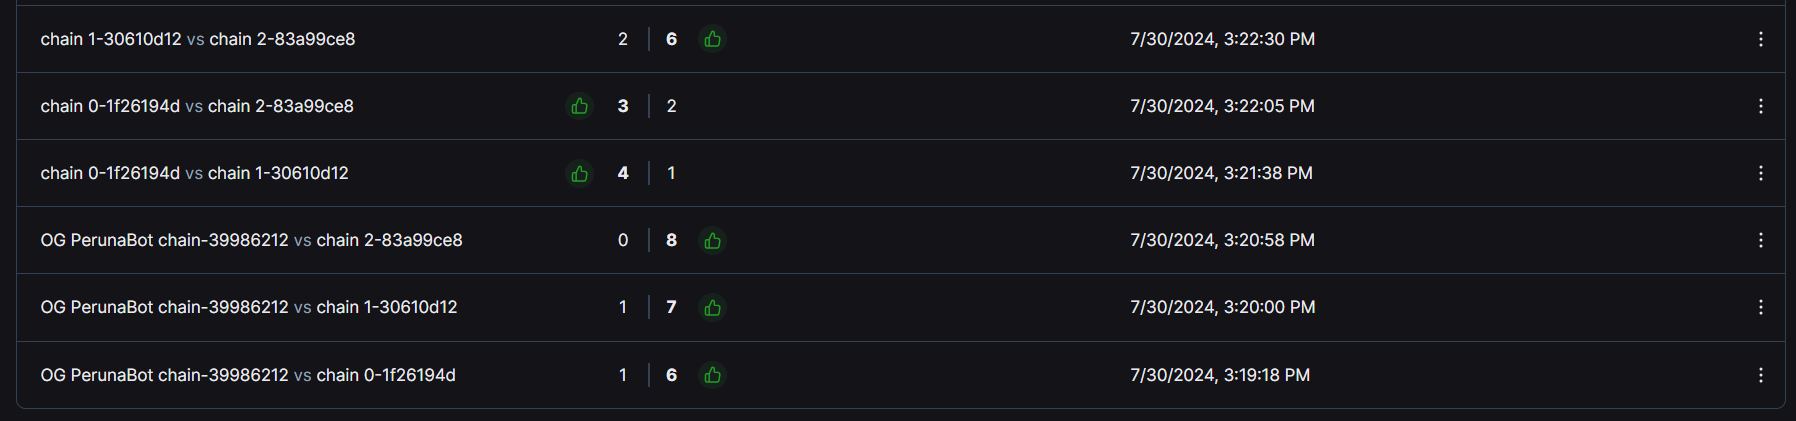 chain 1-30610d12 vs chain 2-83a99ce8 2 6 7/30/2024, 3:22:30 PM
chain 0-1f26194d vs chain 2-83a99ce8 3 2 7/30/2024, 3:22:05 PM
chain 0-1f26194d vs chain 1-30610d12 4 1 7/30/2024, 3:21:38 PM
OG PerunaBot chain-39986212 vs chain 2-83a99ce8 0 8 7/30/2024, 3:20:58 PM
OG PerunaBot chain-39986212 vs chain 1-30610d12 1 7 7/30/2024, 3:20:00 PM
OG PerunaBot chain-39986212 vs chain 0-1f26194d 1 6 7/30/2024, 3:19:18 PM